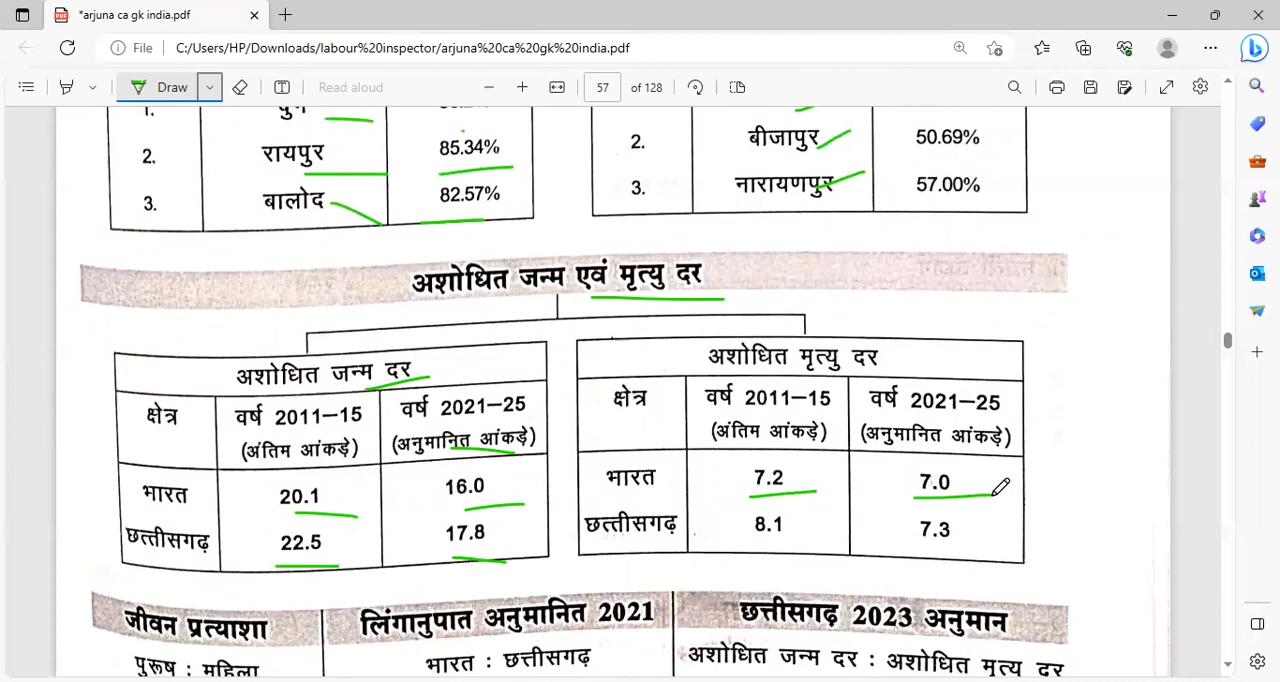 *arjuna ca gk india.pdf
File C:/Users/HP/Downloads/labour%20inspector/arjuna%20ca%20gk%20india.pdf
Draw Read aloud 57 of 128
1.
2. रायपुर 85.34%
3. बालोद 82.57%
2. बीजापुर 50.69%
3. नारायणपुर 57.00%
अशोधित जन्म एवं मृत्यु दर
अशोधित जन्म दर
क्षेत्र वर्ष 2011–15 वर्ष 2021–25
(अंतिम आंकड़े) (अनुमानित आंकड़े)
भारत 20.1 16.0
छत्तीसगढ़ 22.5 17.8
अशोधित मृत्यु दर
क्षेत्र वर्ष 2011–15 वर्ष 2021–25
(अंतिम आंकड़े) (अनुमानित आंकड़े)
भारत 7.2 7.0
छत्तीसगढ़ 8.1 7.3
जीवन प्रत्याशा लिंगानुपात अनुमानित 2021 छत्तीसगढ़ 2023 अनुमान
पुरूष : महिला भारत : छत्तीसगढ़ अशोधित जन्म दर : अशोधित मृत्यु दर